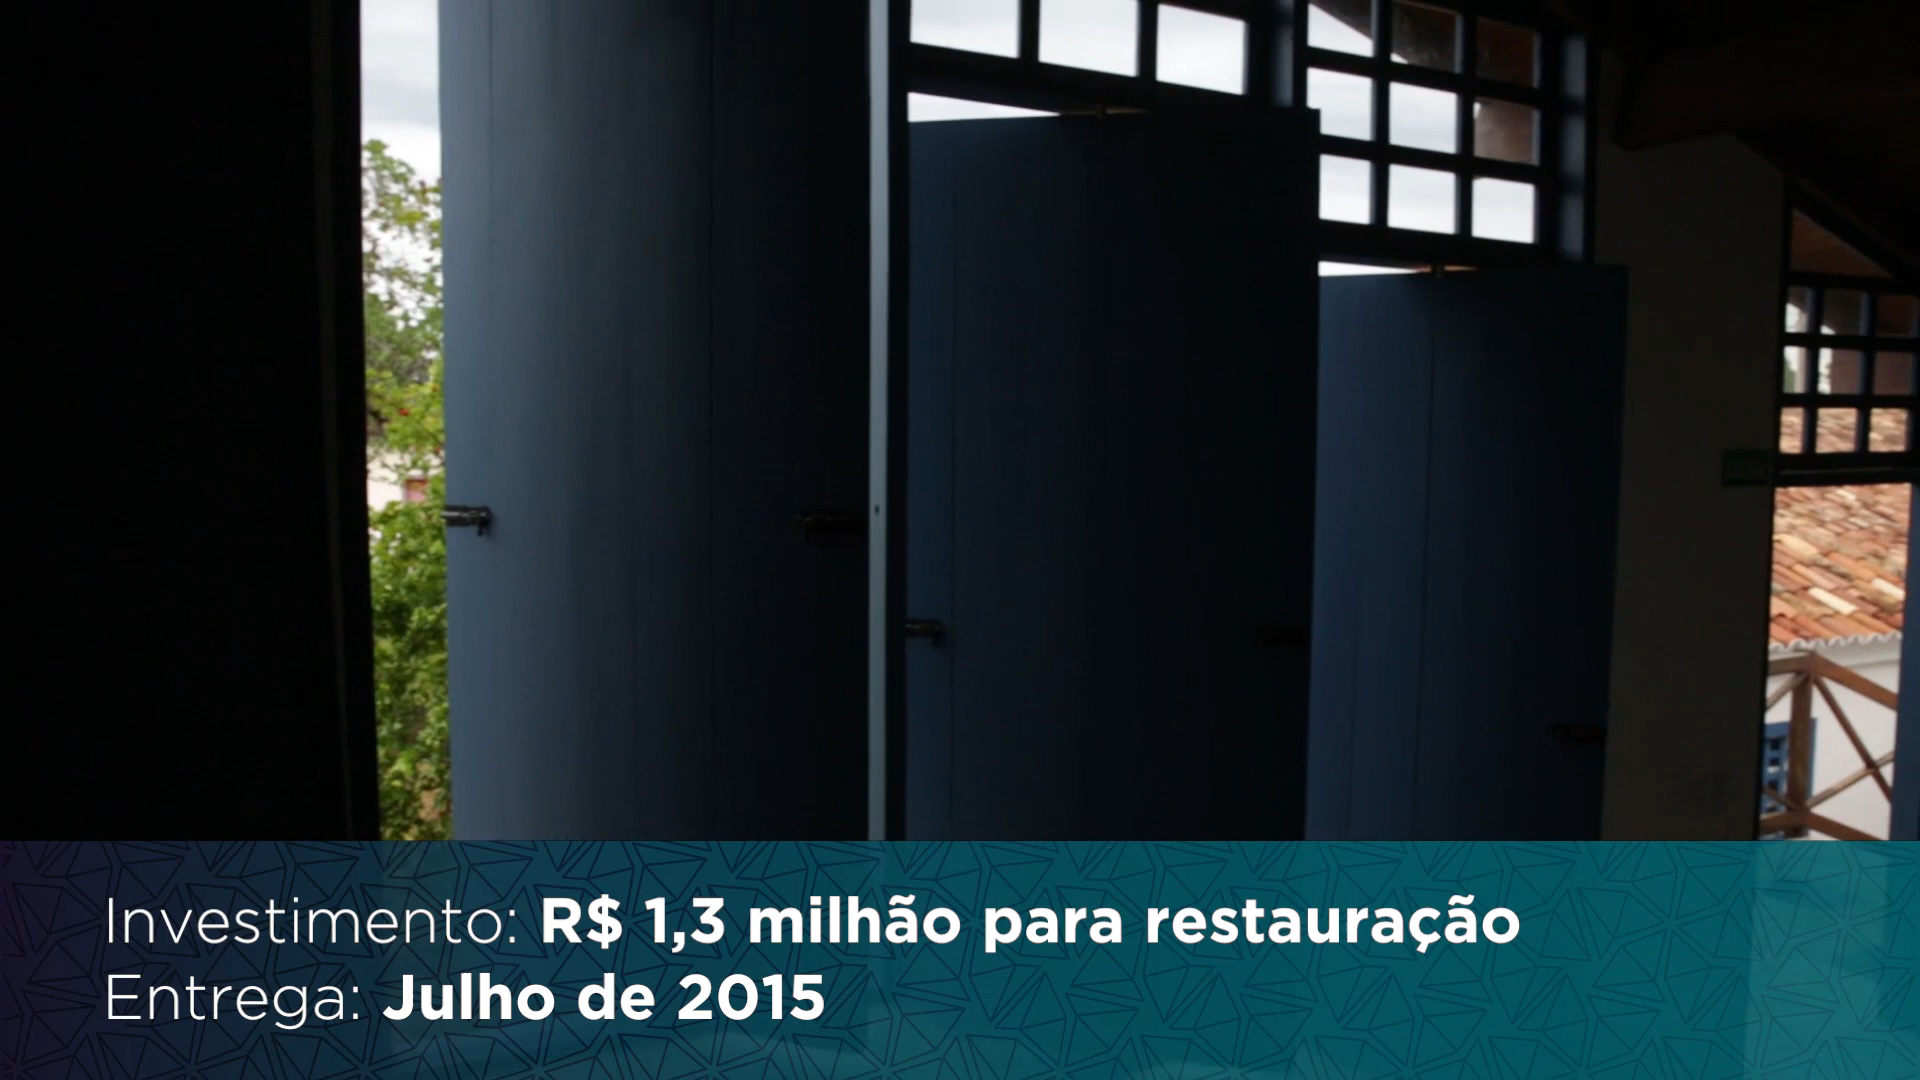 Investimento: R$ 1,3 milhão para restauração
Entrega: Julho de 2015